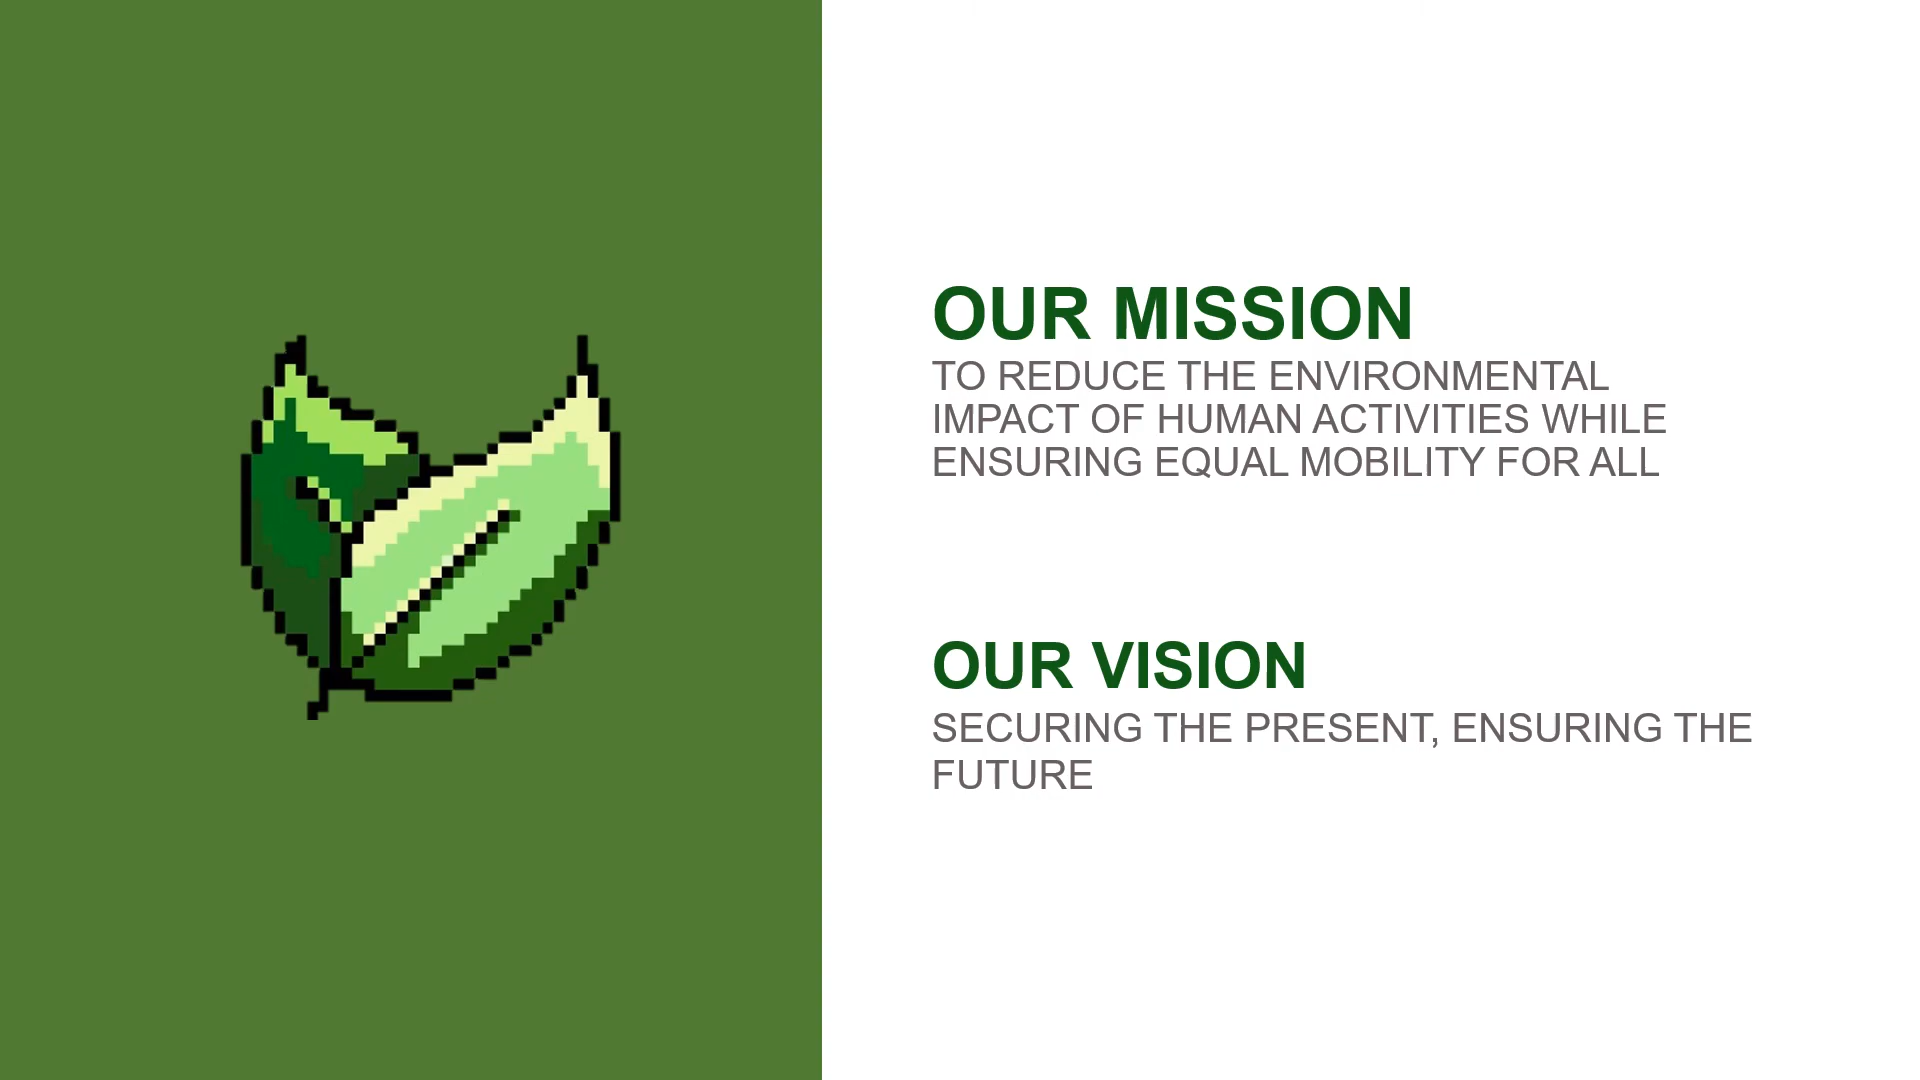 OUR MISSION
TO REDUCE THE ENVIRONMENTAL
IMPACT OF HUMAN ACTIVITIES WHILE
ENSURING EQUAL MOBILITY FOR ALL
OUR VISION
SECURING THE PRESENT, ENSURING THE
FUTURE